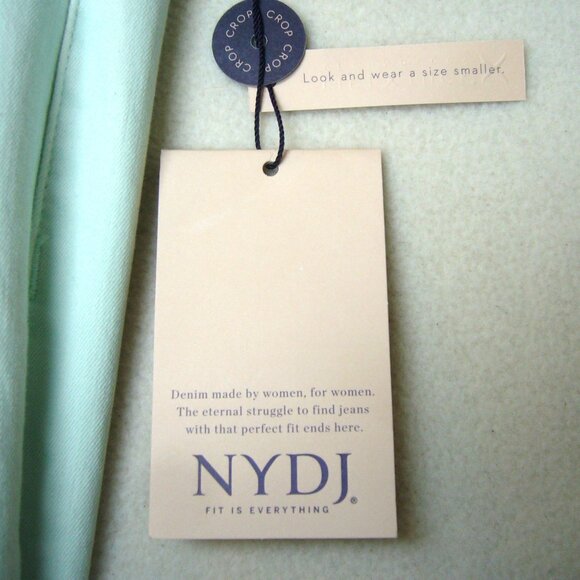 CROP CROP CROP CROP
Look and wear a size smaller.
Denim made by women, for women.
The eternal struggle to find jeans
with that perfect fit ends here.
NYDJ®
FIT IS EVERYTHING